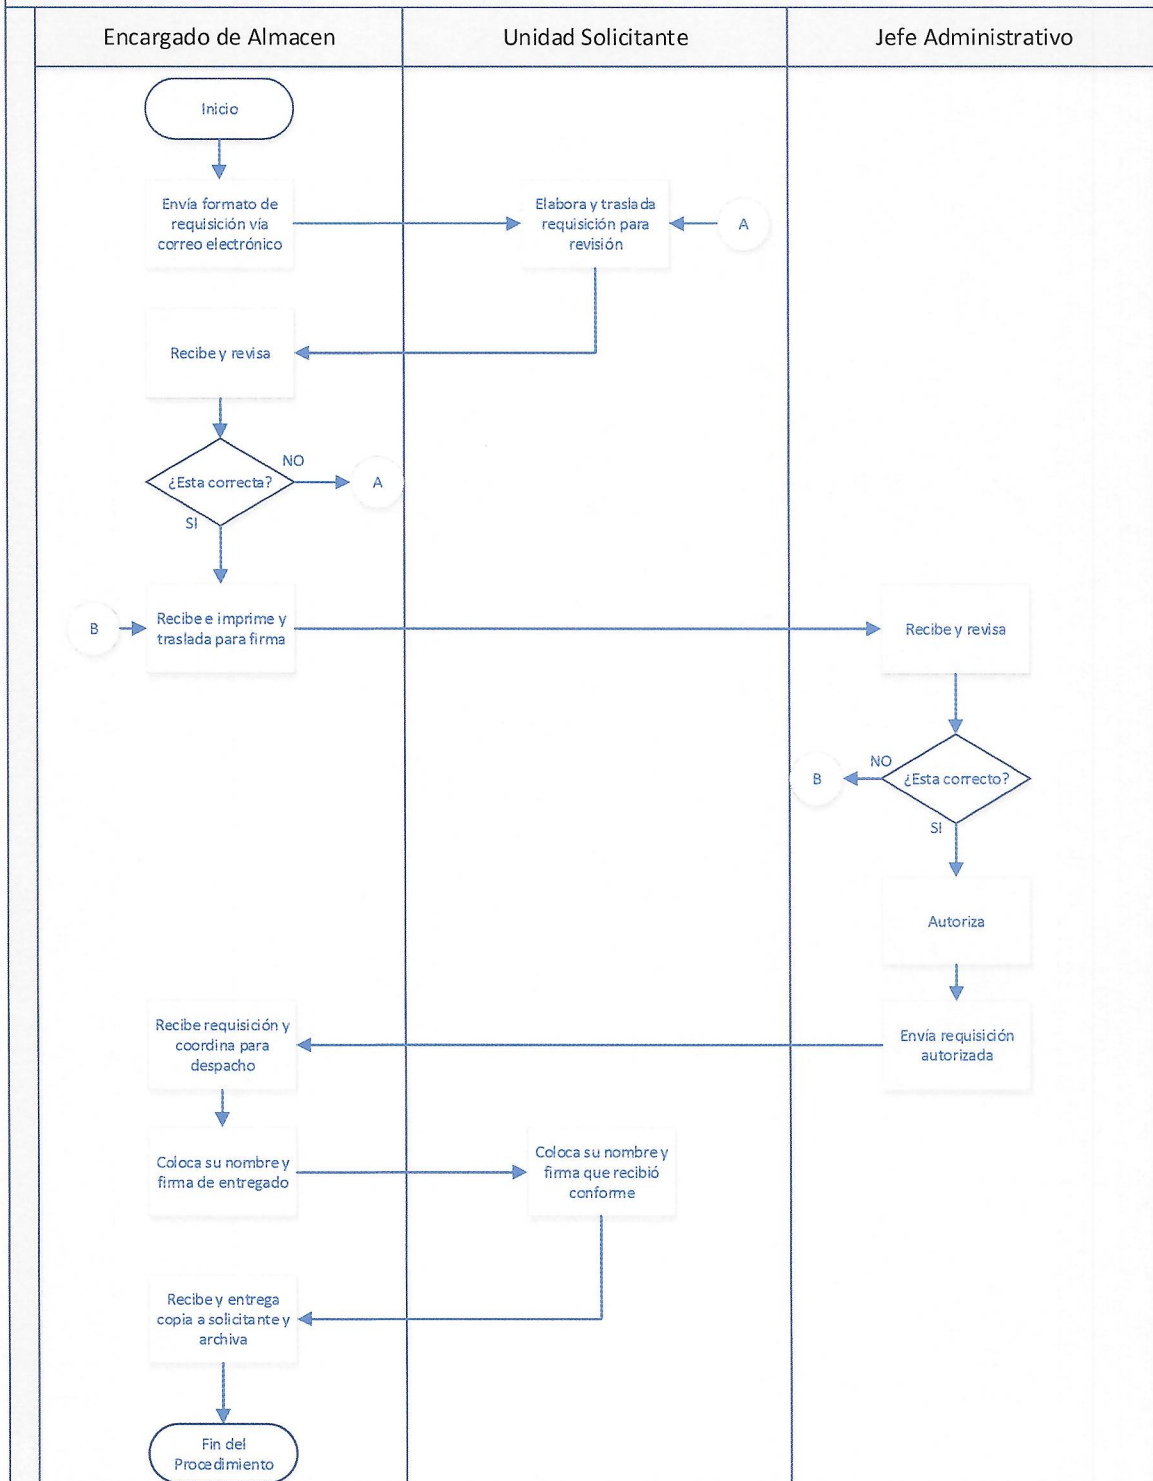 Encargado de Almacen
Unidad Solicitante
Jefe Administrativo
Inicio
Envía formato de
requisición vía
correo electrónico
Elabora y traslada
requisición para
revisión
A
Recibe y revisa
¿Esta correcta?
NO
A
SI
B
Recibe e imprime y
traslada para firma
Recibe y revisa
B
NO
¿Esta correcto?
SI
Autoriza
Recibe requisición y
coordina para
despacho
Envía requisición
autorizada
Coloca su nombre y
firma de entregado
Coloca su nombre y
firma que recibió
conforme
Recibe y entrega
copia a solicitante y
archiva
Fin del
Procedimiento